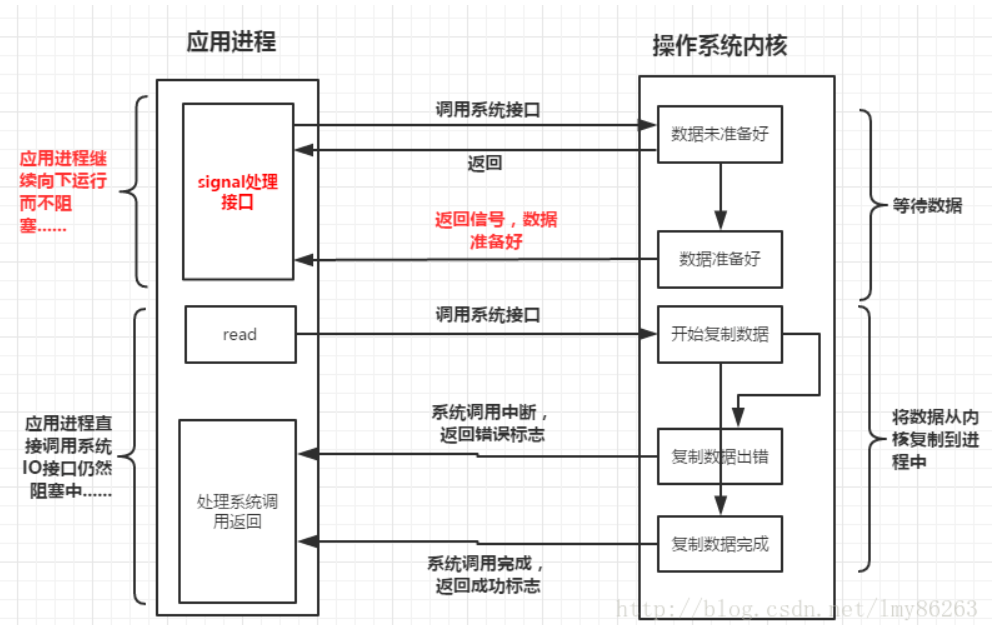 应用进程
操作系统内核
调用系统接口
数据未准备好
返回
应用进程继
续向下运行
而不阻
塞......
signal处理
接口
返回信号，数据
准备好
数据准备好
等待数据
调用系统接口
read
开始复制数据
应用进程直
接调用系统
IO接口仍然
阻塞中......
系统调用中断，
返回错误标志
复制数据出错
将数据从内
核复制到进
程中
处理系统调
用返回
复制数据完成
系统调用完成，
返回成功标志
http://blog.csdn.net/lmy86263